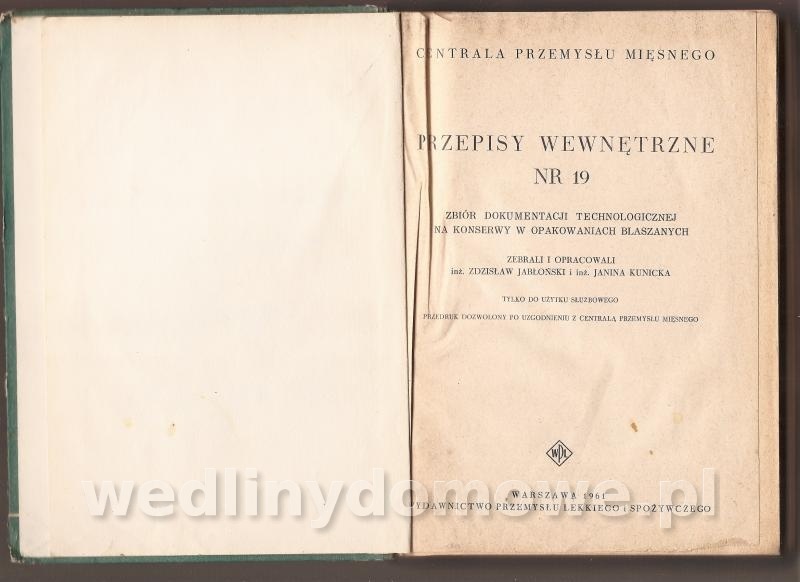 CENTRALA PRZEMYSŁU MIĘSNEGO
PRZEPISY WEWNĘTRZNE
NR 19
ZBIÓR DOKUMENTACJI TECHNOLOGICZNEJ
NA KONSERWY W OPAKOWANIACH BLASZANYCH
ZEBRALI I OPRACOWALI
inż. ZDZISŁAW JABŁOŃSKI i inż. JANINA KUNICKA
TYLKO DO UŻYTKU SŁUŻBOWEGO
PRZEDRUK DOZWOLONY PO UZGODNIENIU Z CENTRALĄ PRZEMYSŁU MIĘSNEGO
WPL
wedlinydomowe.pl
WARSZAWA 1961
WYDAWNICTWO PRZEMYSŁU LEKKIEGO i SPOŻYWCZEGO